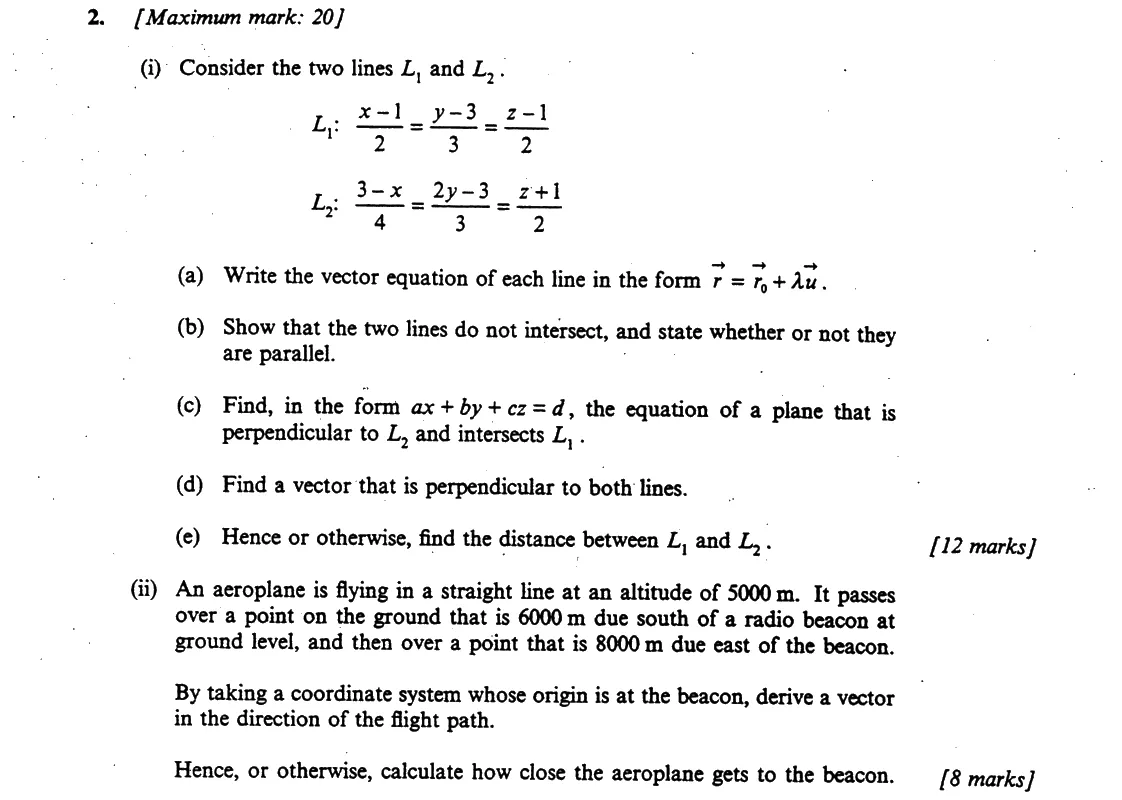 2. [Maximum mark: 20]
(i) Consider the two lines L₁ and L₂.
L₁: (x − 1)/2 = (y − 3)/3 = (z − 1)/2
L₂: (3 − x)/4 = (2y − 3)/3 = (z + 1)/2
(a) Write the vector equation of each line in the form r⃗ = r⃗₀ + λu⃗.
(b) Show that the two lines do not intersect, and state whether or not they
are parallel.
(c) Find, in the form ax + by + cz = d, the equation of a plane that is
perpendicular to L₂ and intersects L₁.
(d) Find a vector that is perpendicular to both lines.
(e) Hence or otherwise, find the distance between L₁ and L₂. [12 marks]
(ii) An aeroplane is flying in a straight line at an altitude of 5000 m. It passes
over a point on the ground that is 6000 m due south of a radio beacon at
ground level, and then over a point that is 8000 m due east of the beacon.
By taking a coordinate system whose origin is at the beacon, derive a vector
in the direction of the flight path.
Hence, or otherwise, calculate how close the aeroplane gets to the beacon. [8 marks]